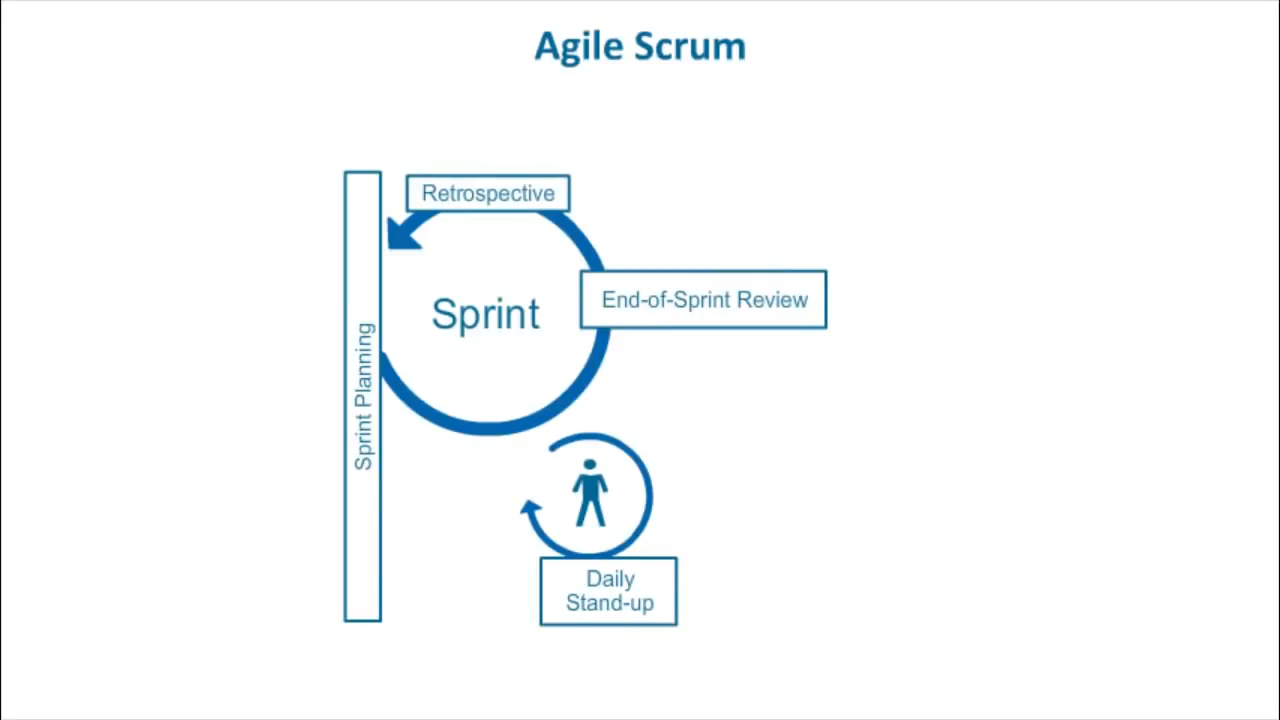 Agile Scrum
Retrospective
Sprint
End-of-Sprint Review
Sprint Planning
Daily
Stand-up